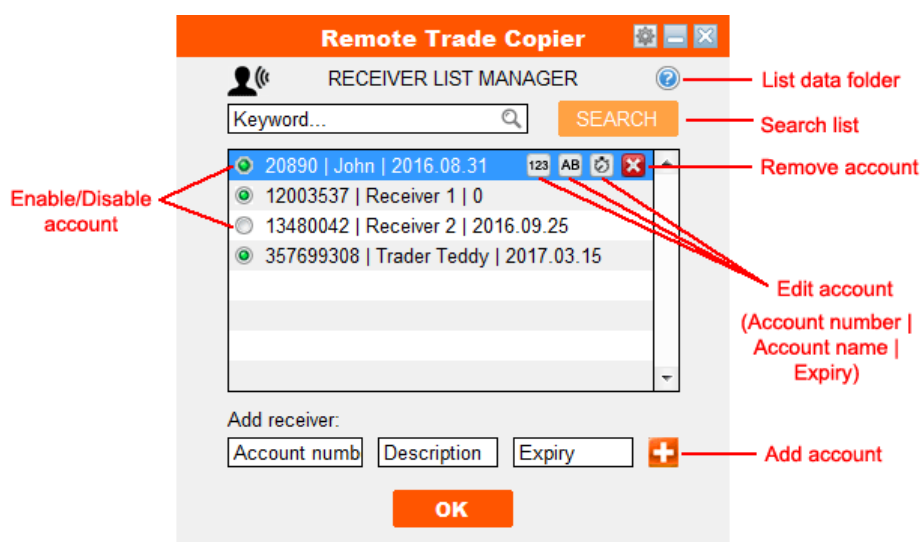 Remote Trade Copier
RECEIVER LIST MANAGER
List data folder
Keyword...
SEARCH
Search list
20890 | John | 2016.08.31
123
AB
Remove account
12003537 | Receiver 1 | 0
Enable/Disable
account
13480042 | Receiver 2 | 2016.09.25
357699308 | Trader Teddy | 2017.03.15
Edit account
(Account number |
Account name |
Expiry)
Add receiver:
Account numb
Description
Expiry
Add account
OK